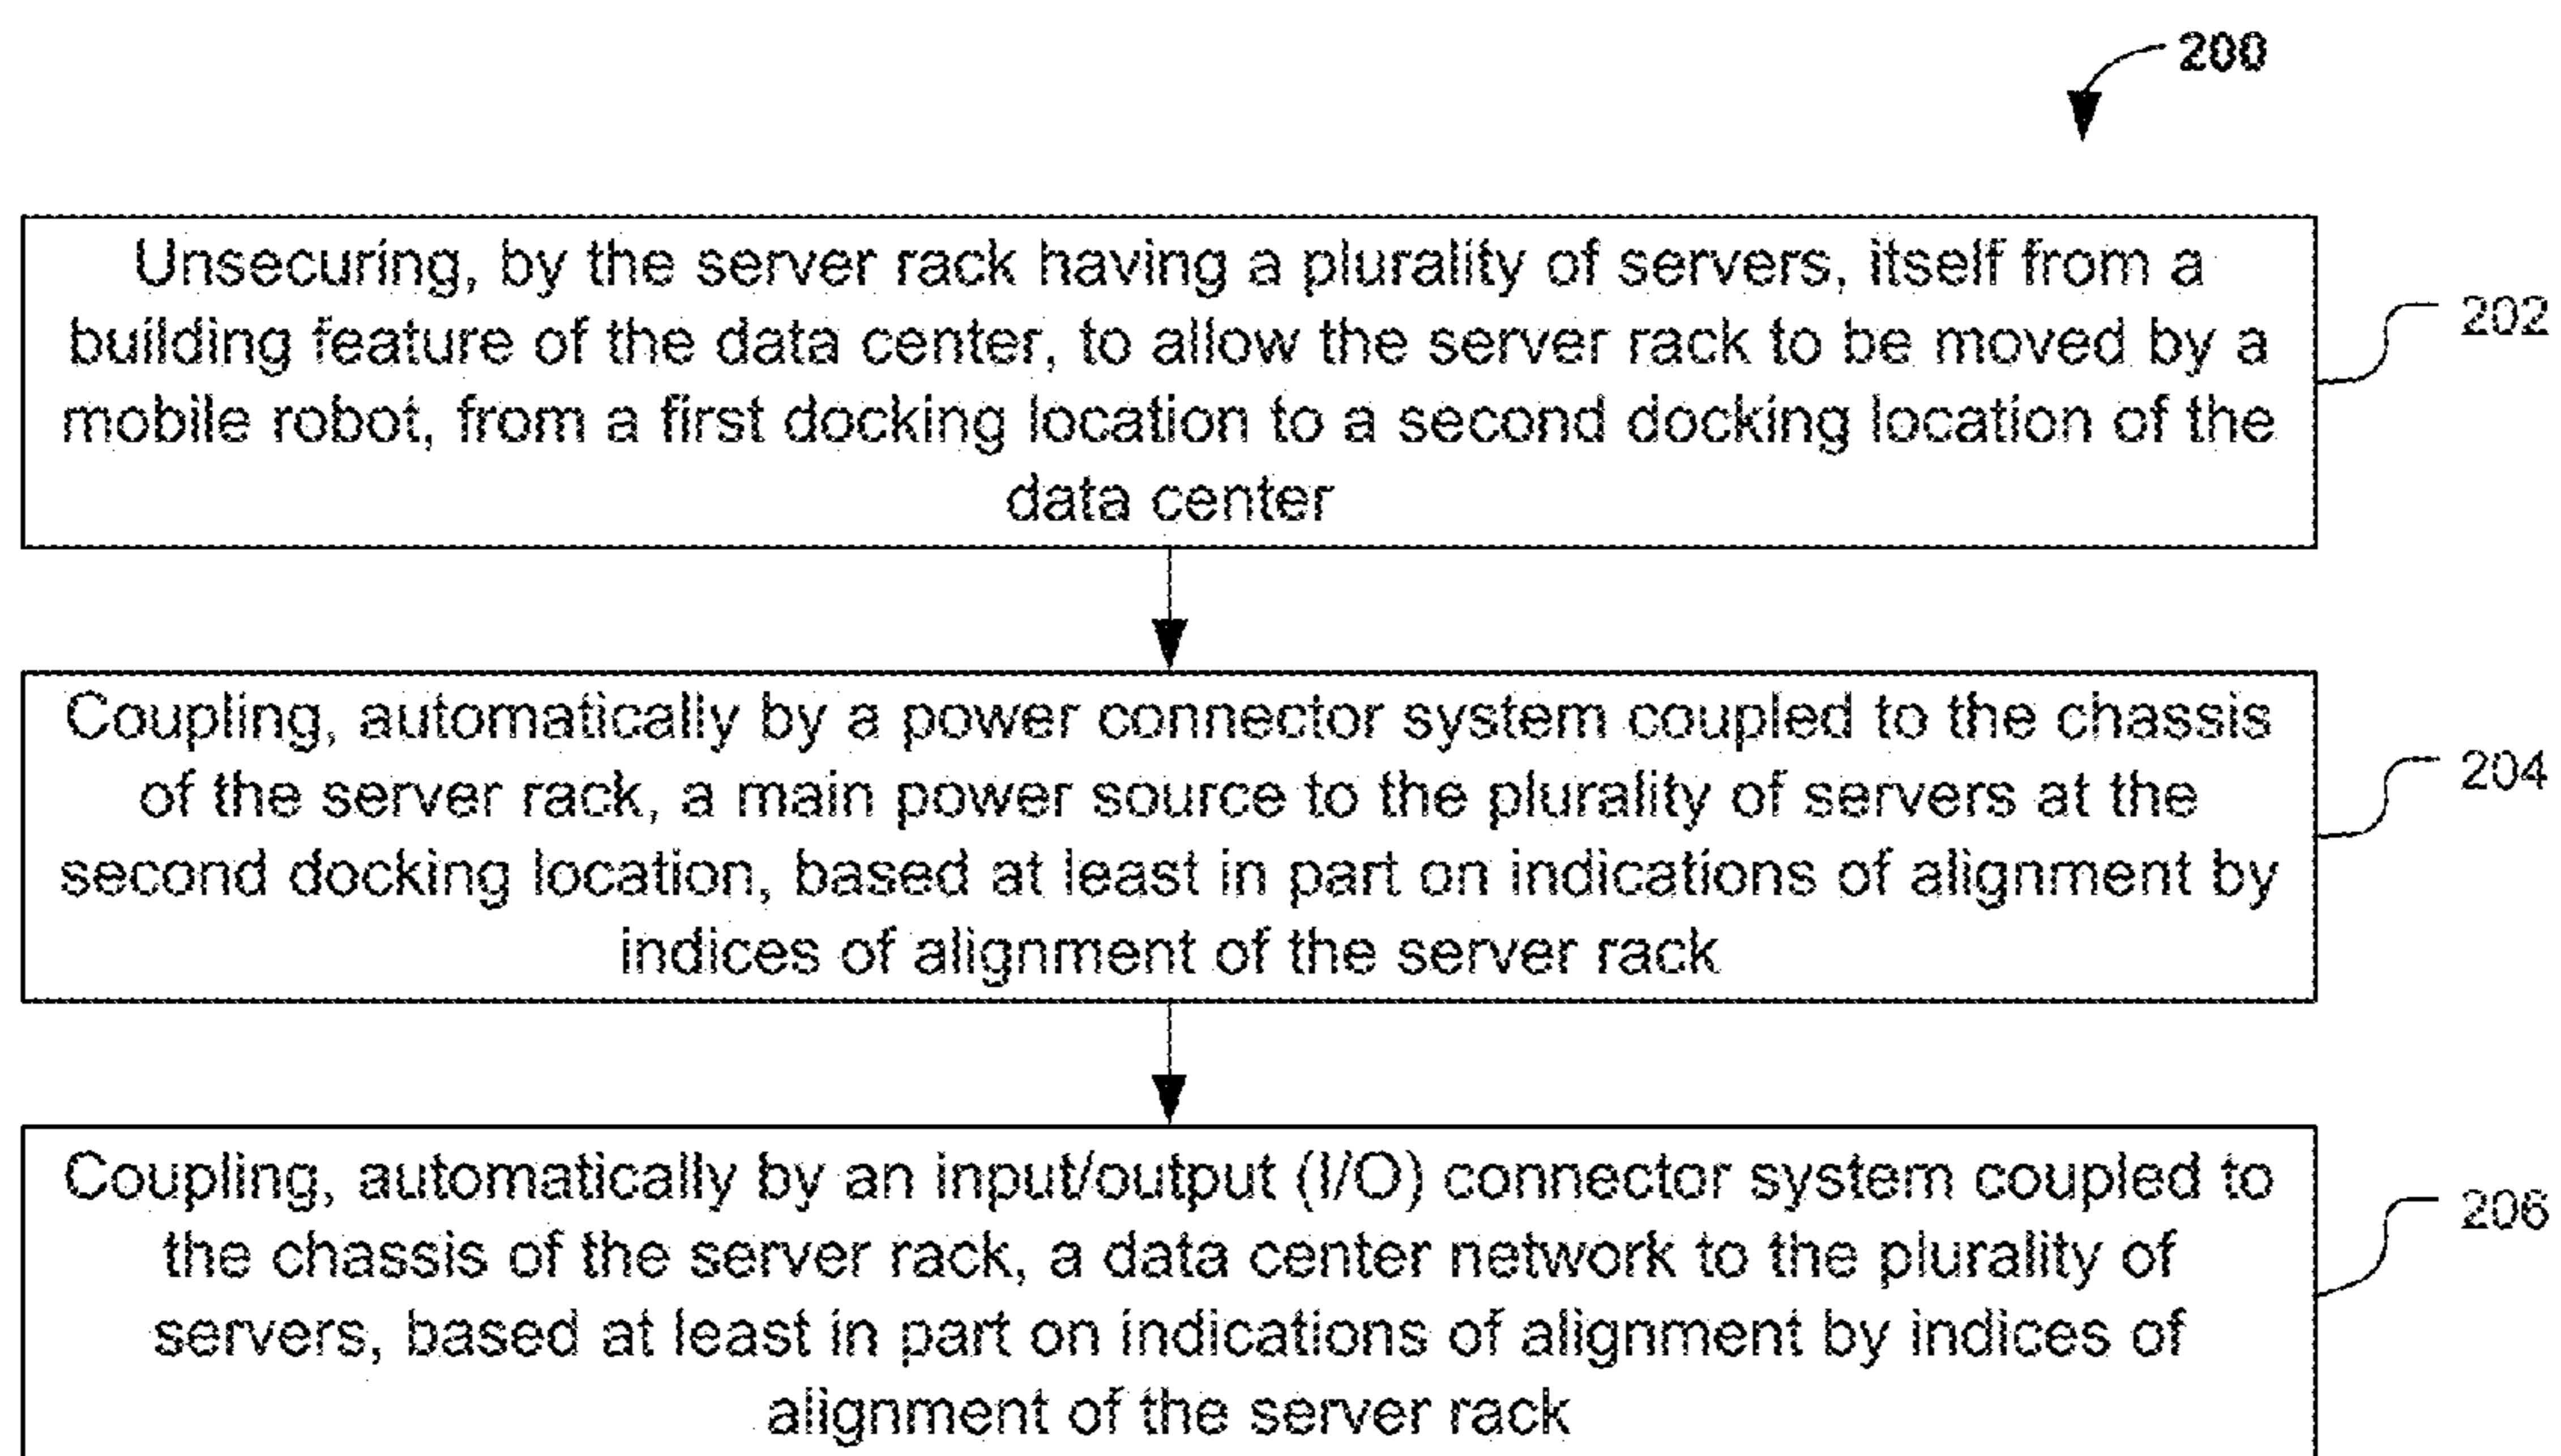 200
Unsecuring, by the server rack having a plurality of servers, itself from a
building feature of the data center, to allow the server rack to be moved by a
mobile robot, from a first docking location to a second docking location of the
data center
202
Coupling, automatically by a power connector system coupled to the chassis
of the server rack, a main power source to the plurality of servers at the
second docking location, based at least in part on indications of alignment by
indices of alignment of the server rack
204
Coupling, automatically by an input/output (I/O) connector system coupled to
the chassis of the server rack, a data center network to the plurality of
servers, based at least in part on indications of alignment by indices of
alignment of the server rack
206